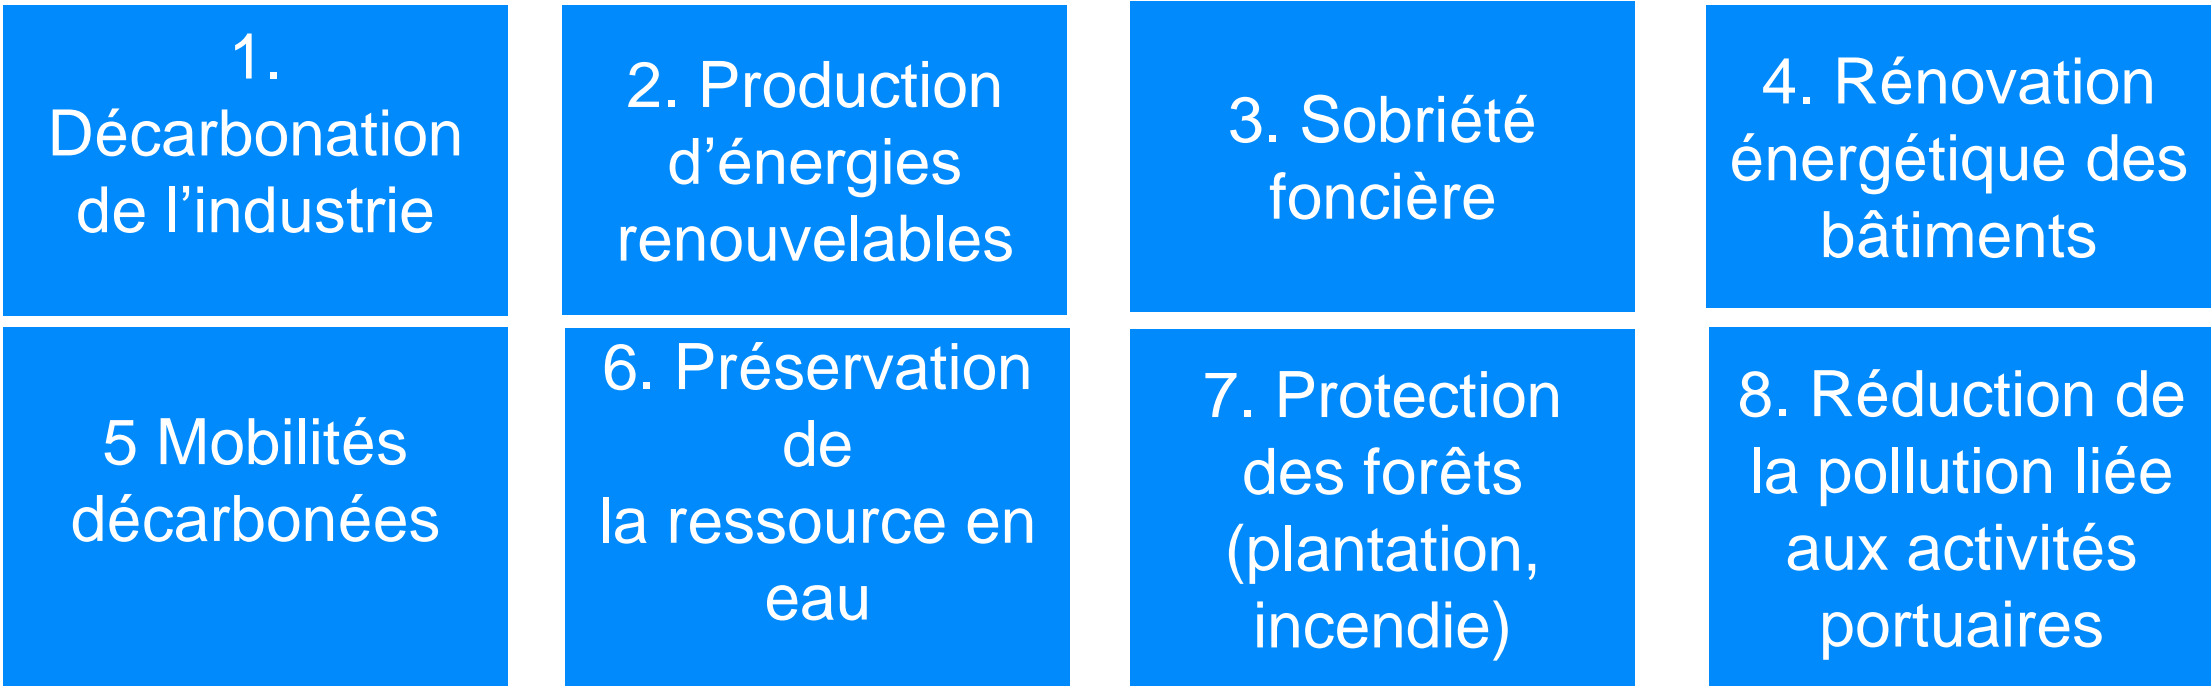 1.
Décarbonation
de l’industrie
2. Production
d’énergies
renouvelables
3. Sobriété
foncière
4. Rénovation
énergétique des
bâtiments
5 Mobilités
décarbonées
6. Préservation
de
la ressource en
eau
7. Protection
des forêts
(plantation,
incendie)
8. Réduction de
la pollution liée
aux activités
portuaires